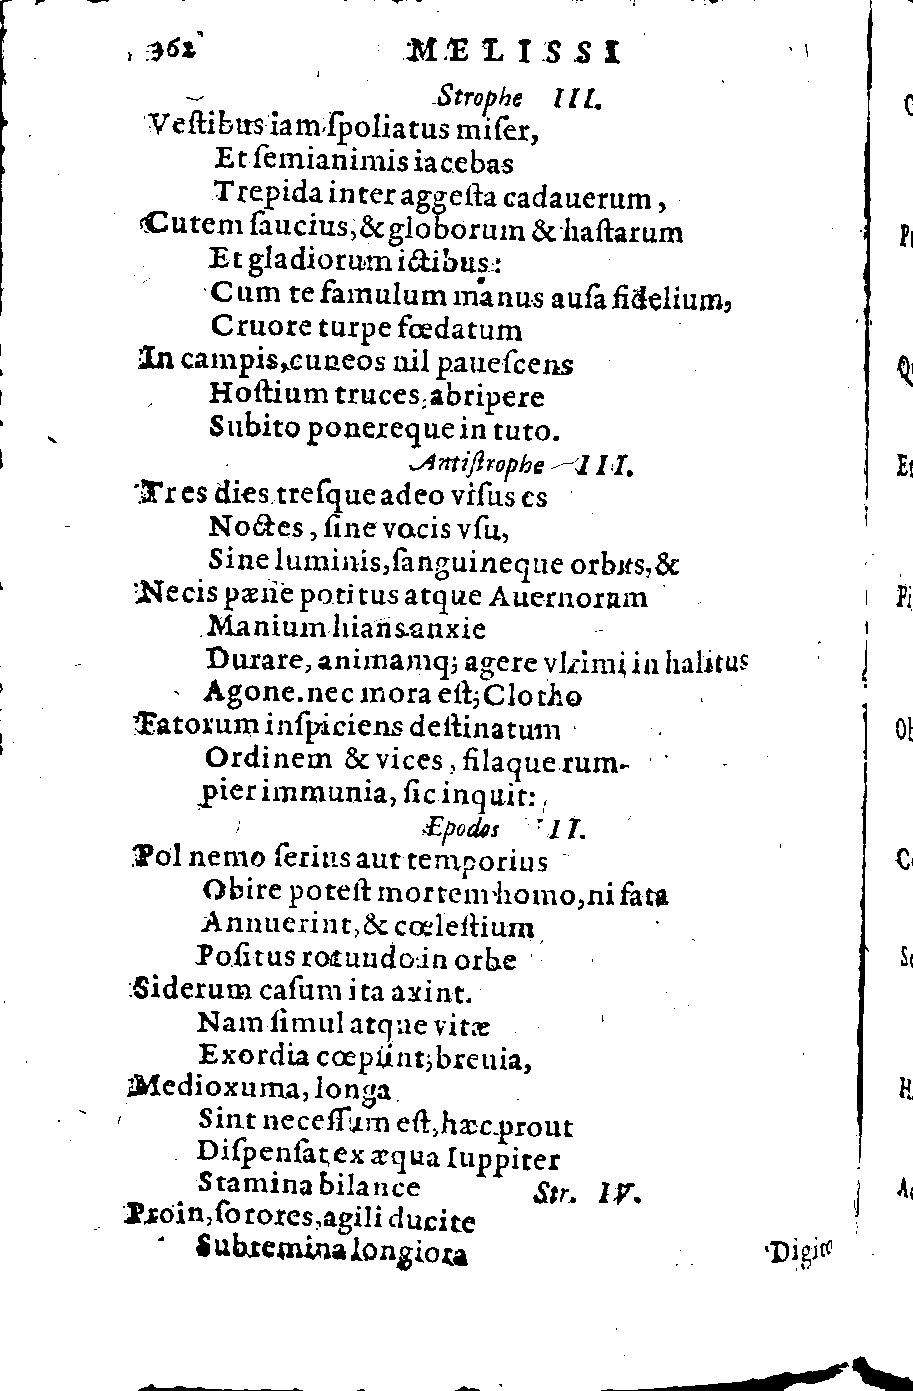 362 MELISSI
Strophe III.
Veſtibus iam ſpoliatus miſer,
Et ſemianimis iacebas
Trepida inter aggeſta cadauerum,
Cutem ſaucius, & globorum & haſtarum
Et gladiorum ictibus:
Cum te famulum manus auſa fidelium,
Cruore turpe fœdatum
In campis, cuneos nil paueſcens
Hoſtium truces, abripere
Subito ponereque in tuto.
Antiſtrophe III.
Tres dies treſque adeo viſus es
Noctes, ſine vocis vſu,
Sine luminis, ſanguineque orbus, &
Necis pæne potitus atque Auernorum
Manium hians anxie
Durare, animamq; agere vltimi in halitus
Agone. nec mora eſt; Clotho
Fatorum inſpiciens deſtinatum
Ordinem & vices, filaque rum-
pier immunia, ſic inquit:
Epodos II.
Pol nemo ſerius aut temporius
Obire poteſt mortem homo, ni fata
Annuerint, & cœleſtium
Poſitus rotundo in orbe
Siderum caſum ita axint.
Nam ſimul atque vitæ
Exordia cœpiunt; breuia,
Medioxuma, longa
Sint neceſſum eſt, hæc prout
Diſpenſat ex æqua Iuppiter
Stamina bilance Str. IV.
Proin, ſorores, agili ducite
Subtemina longiora
Digito